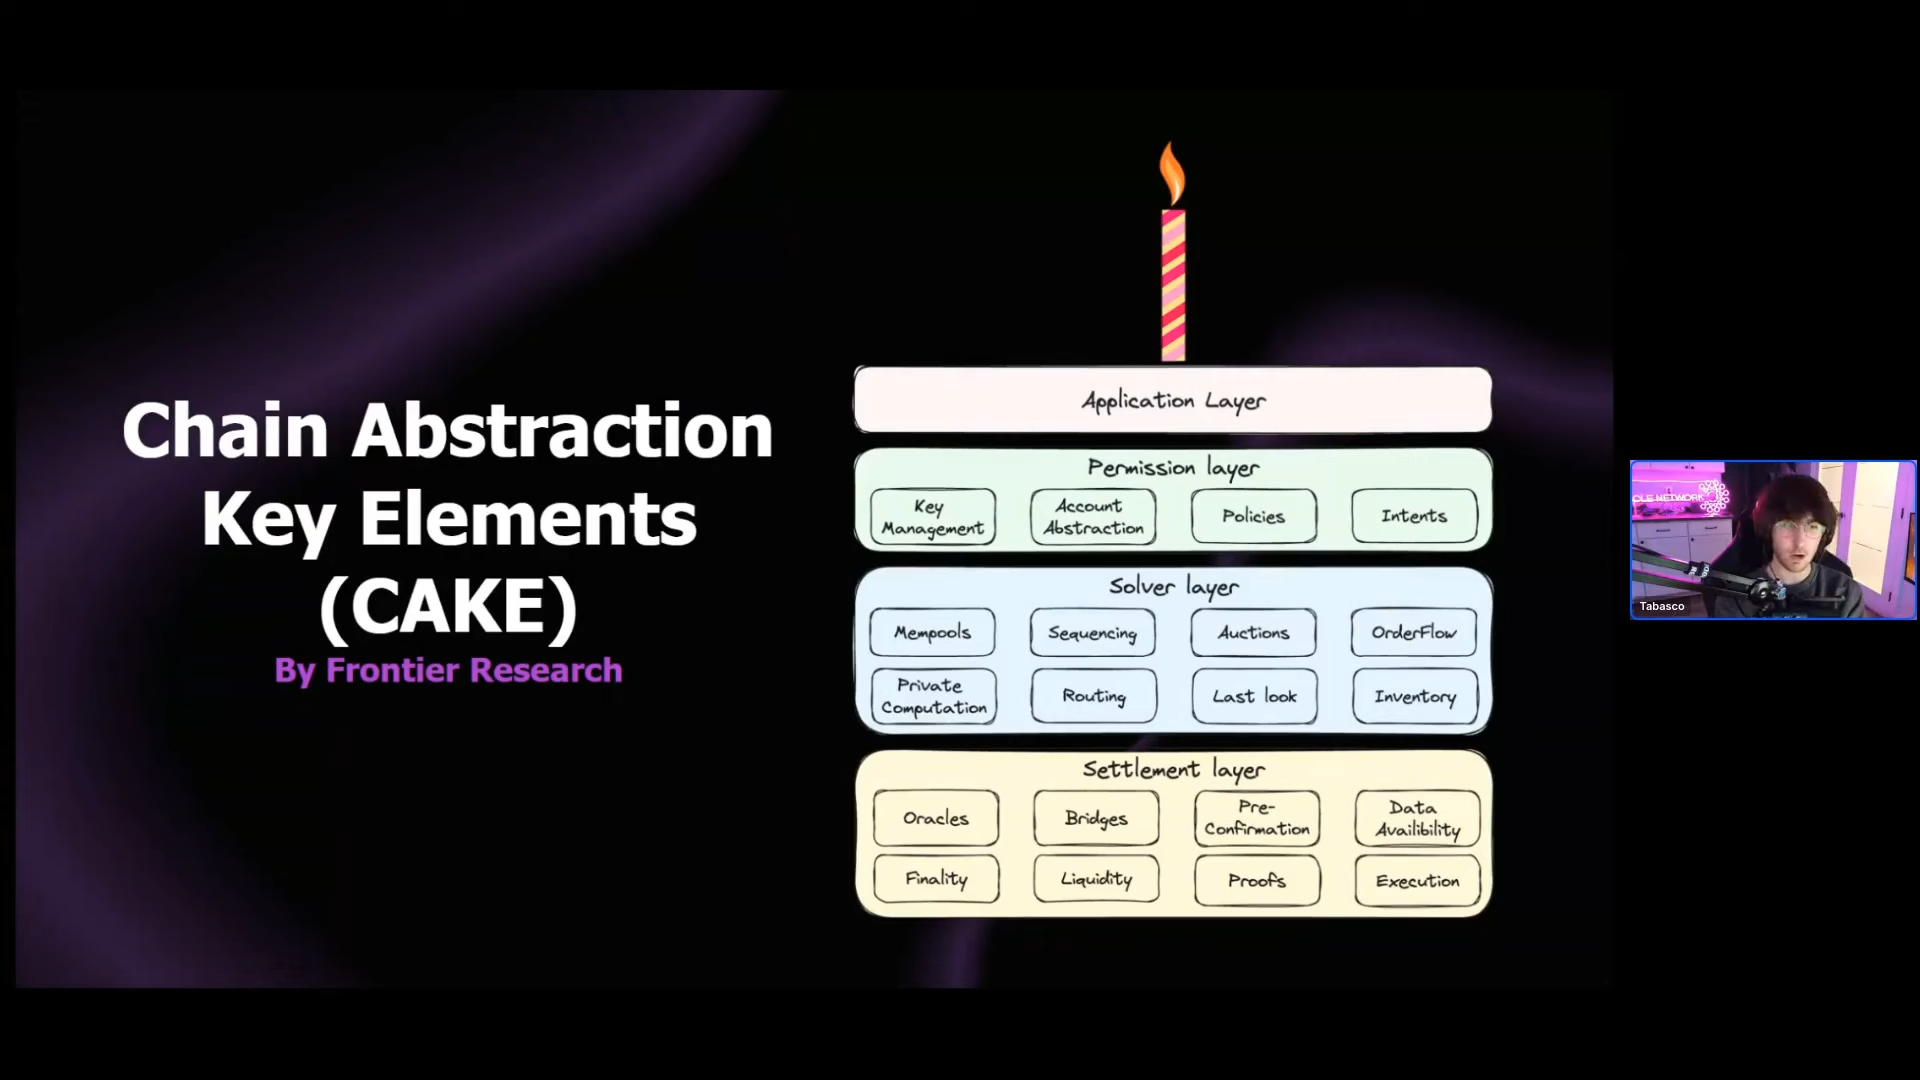 Chain Abstraction
Key Elements
(CAKE)
By Frontier Research
Application Layer
Permission layer
Key
Management
Account
Abstraction
Policies
Intents
Solver layer
Mempools
Sequencing
Auctions
OrderFlow
Private
Computation
Routing
Last look
Inventory
Settlement layer
Oracles
Bridges
Pre-
Confirmation
Data
Availibility
Finality
Liquidity
Proofs
Execution
OLE NETWORK
Tabasco